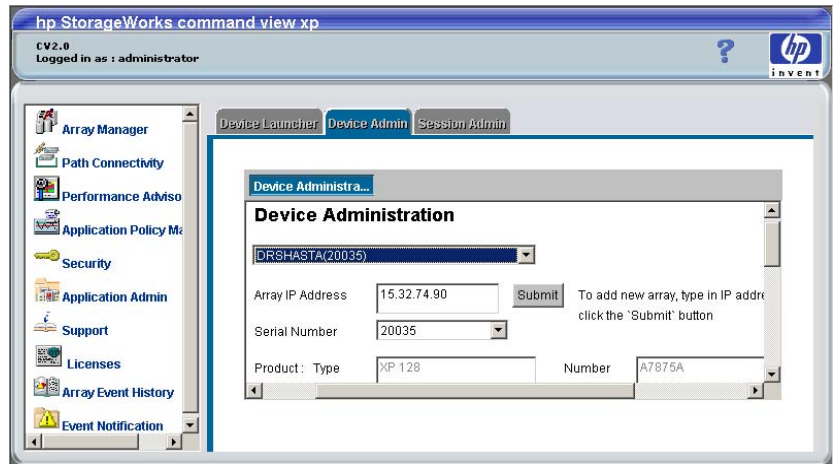 hp StorageWorks command view xp
CV2.0
Logged in as : administrator
?
hp
invent
Array Manager
Path Connectivity
Performance Adviso
Application Policy Ma
Security
Application Admin
Support
Licenses
Array Event History
Event Notification
Device Launcher Device Admin Session Admin
Device Administra...
Device Administration
DRSHASTA(20035)
Array IP Address 15.32.74.90 Submit To add new array, type in IP addre
click the `Submit` button
Serial Number 20035
Product: Type XP 128 Number A7875A